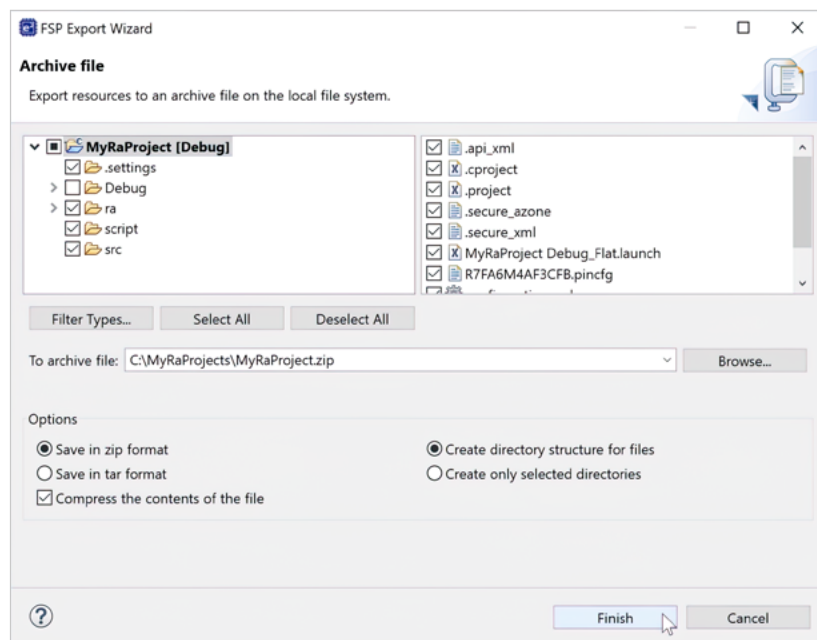 FSP Export Wizard
Archive file
Export resources to an archive file on the local file system.
MyRaProject [Debug]
.settings
Debug
ra
script
src
.api_xml
.cproject
.project
.secure_azone
.secure_xml
MyRaProject Debug_Flat.launch
R7FA6M4AF3CFB.pincfg
Filter Types...
Select All
Deselect All
To archive file:
C:\MyRaProjects\MyRaProject.zip
Browse...
Options
Save in zip format
Create directory structure for files
Save in tar format
Create only selected directories
Compress the contents of the file
?
Finish
Cancel